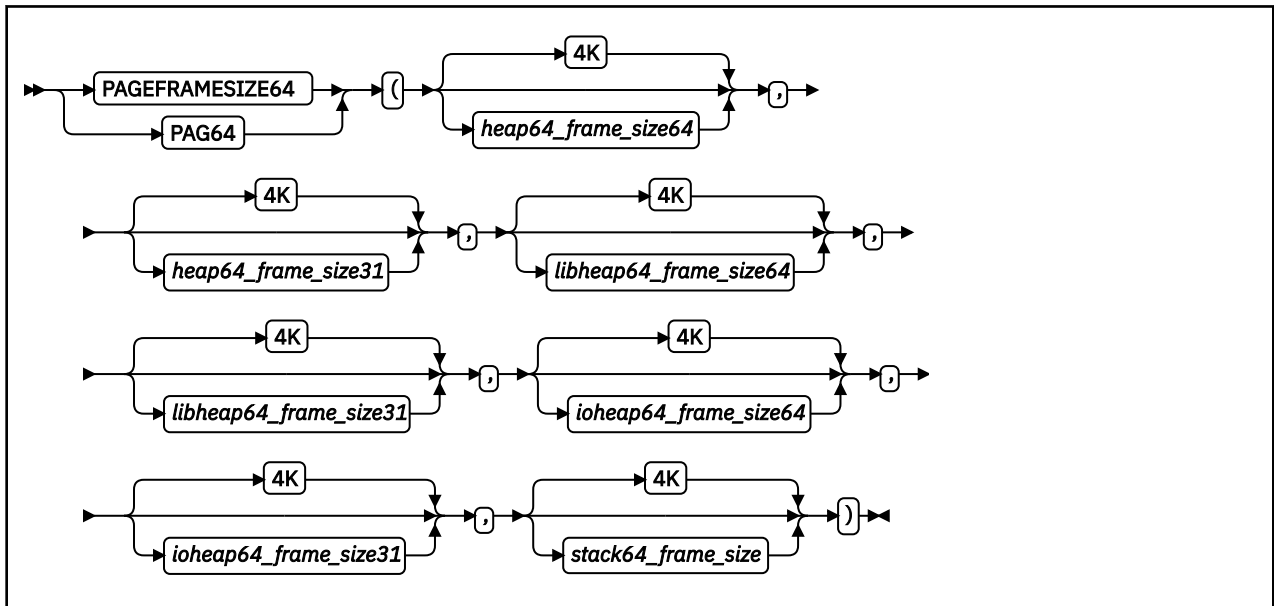 4K
PAGEFRAMESIZE64 ( ,
PAG64 heap64_frame_size64
4K 4K
, ,
heap64_frame_size31 libheap64_frame_size64
4K 4K
, ,
libheap64_frame_size31 ioheap64_frame_size64
4K 4K
, )
ioheap64_frame_size31 stack64_frame_size